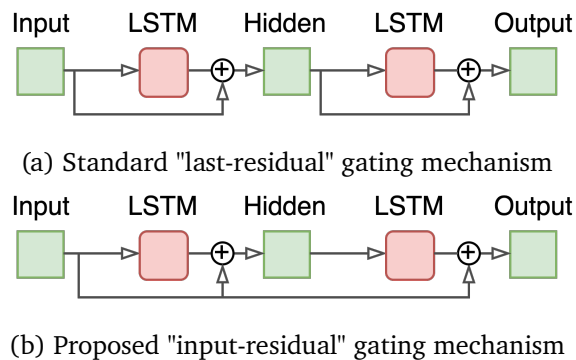 Input LSTM Hidden LSTM Output
(a) Standard "last-residual" gating mechanism
Input LSTM Hidden LSTM Output
(b) Proposed "input-residual" gating mechanism